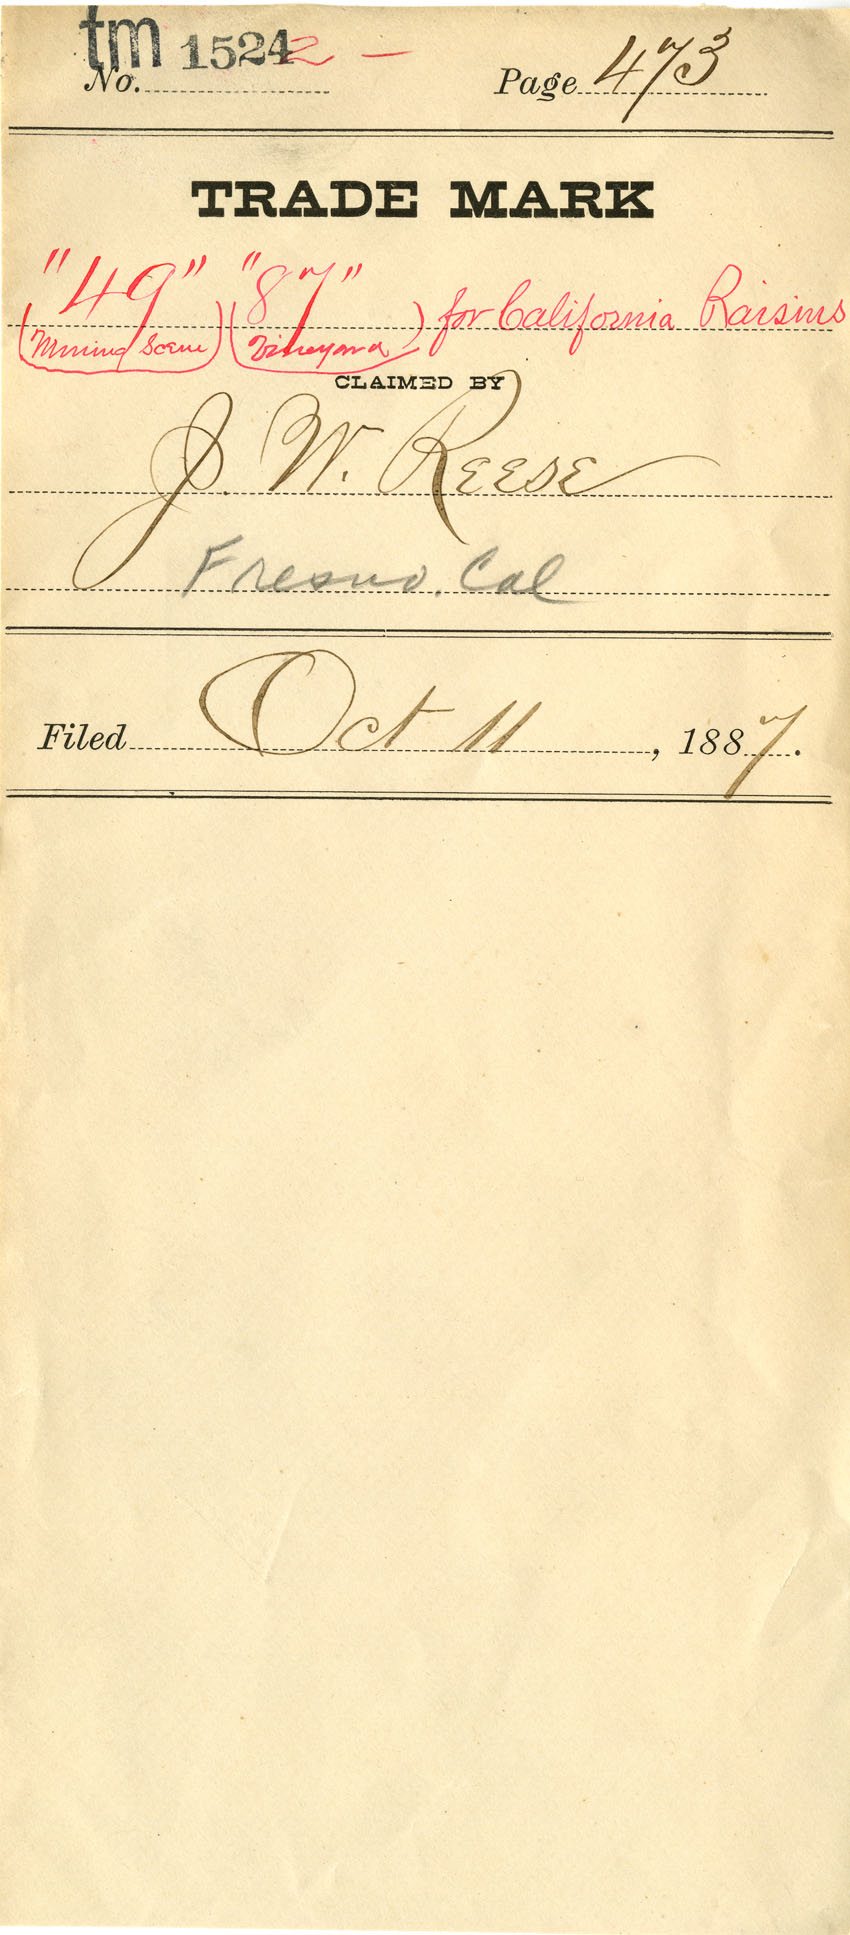 tm 1524 2 —
No. Page 473
TRADE MARK
"49" "87" for California Raisins
(Mining Scene) (Vineyard)
CLAIMED BY
J. W. Reese
Fresno. Cal
Filed Oct 11, 1887.